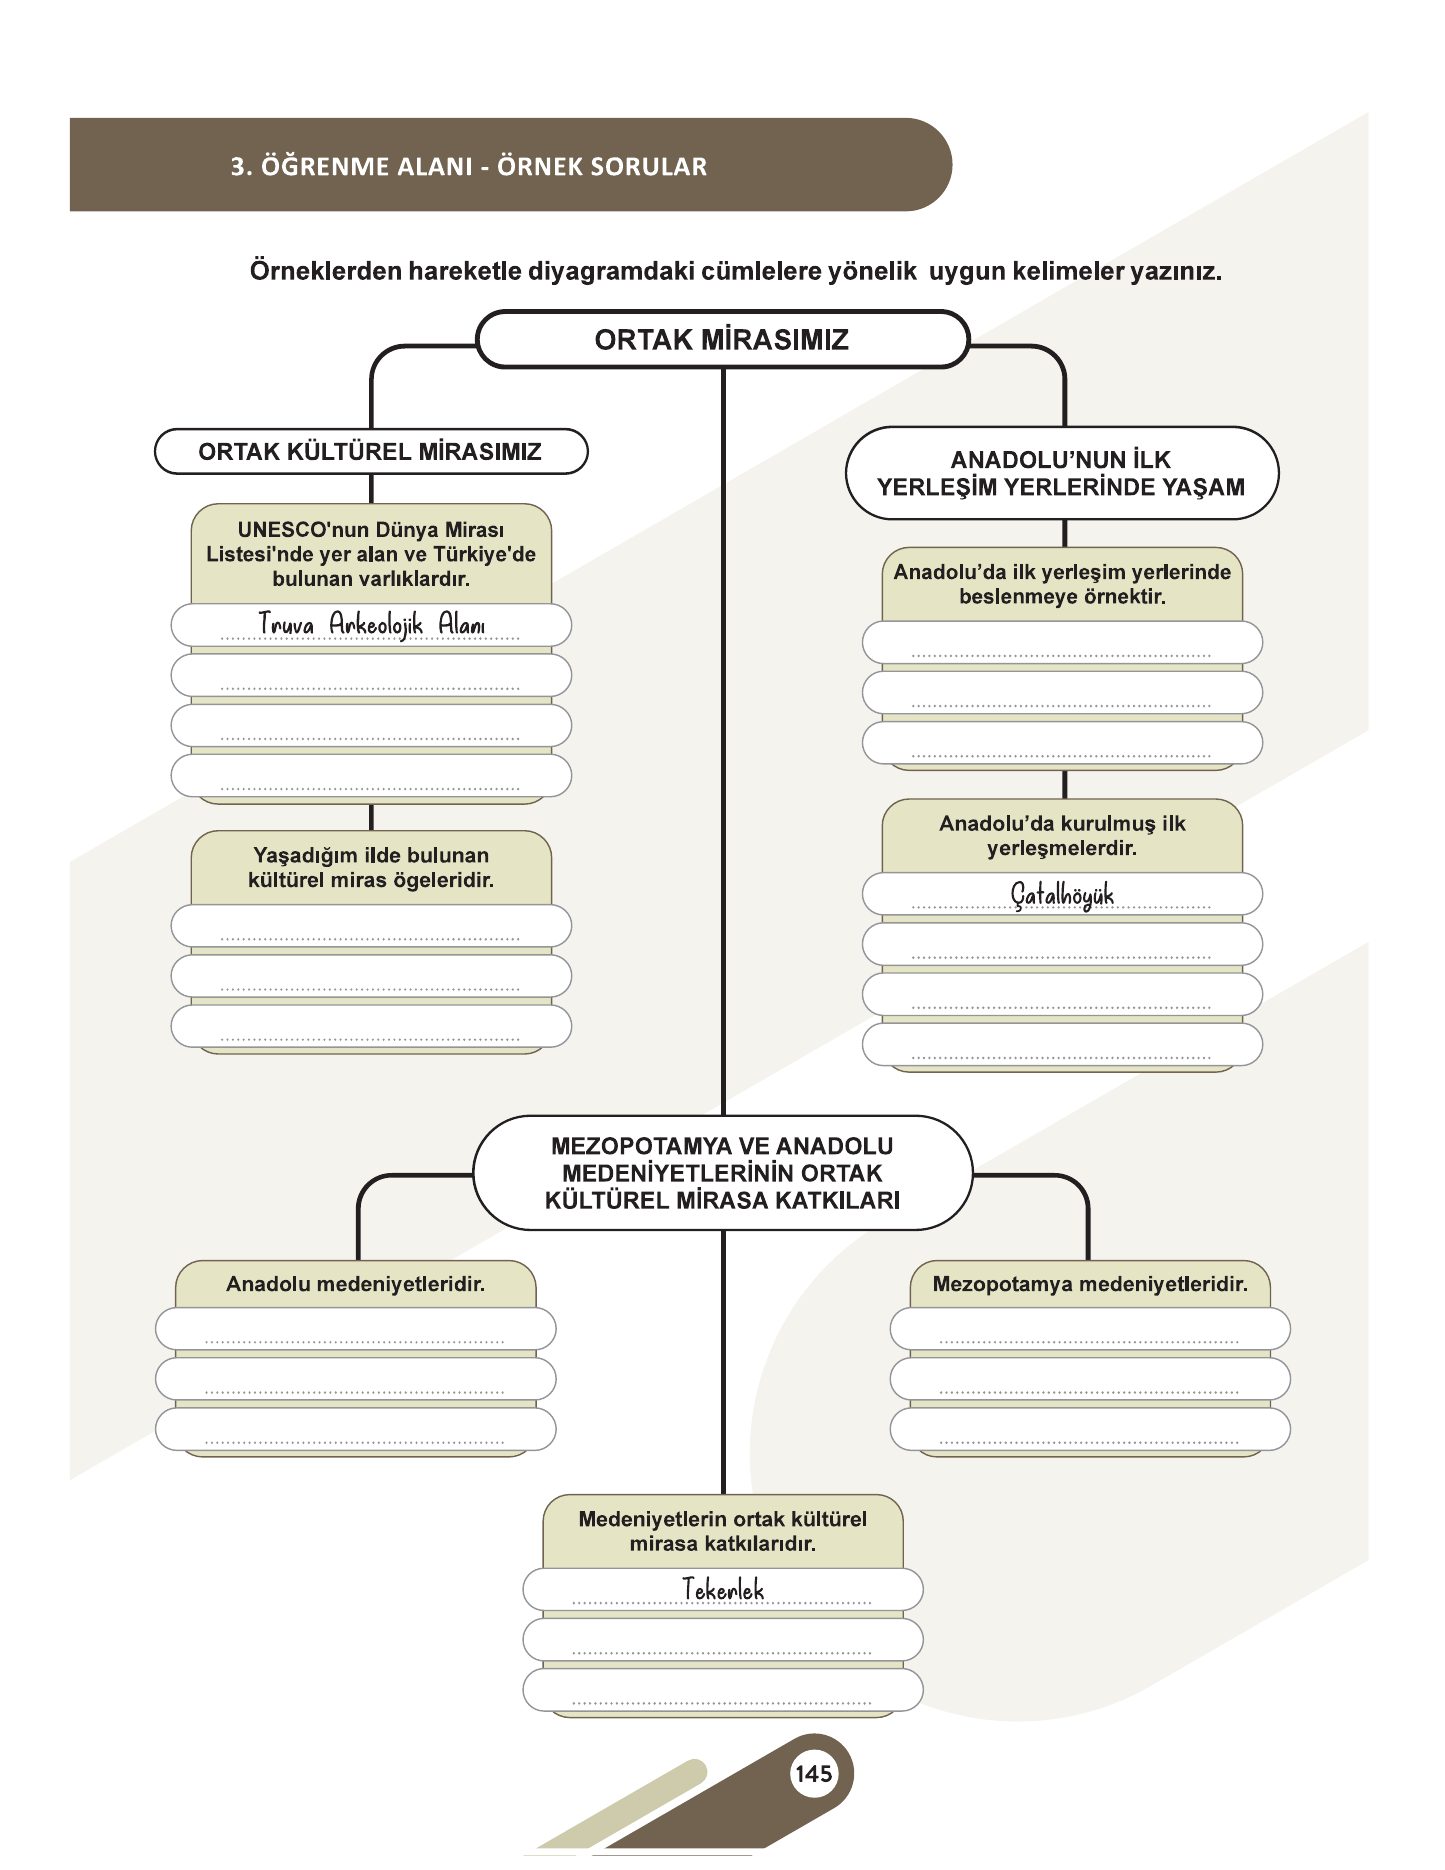 3. ÖĞRENME ALANI - ÖRNEK SORULAR
Örneklerden hareketle diyagramdaki cümlelere yönelik uygun kelimeler yazınız.
ORTAK MİRASIMIZ
ORTAK KÜLTÜREL MİRASIMIZ
UNESCO'nun Dünya Mirası
Listesi'nde yer alan ve Türkiye'de
bulunan varlıklardır.
Truva Arkeolojik Alanı
Yaşadığım ilde bulunan
kültürel miras ögeleridir.
ANADOLU’NUN İLK
YERLEŞİM YERLERİNDE YAŞAM
Anadolu’da ilk yerleşim yerlerinde
beslenmeye örnektir.
Anadolu’da kurulmuş ilk
yerleşmelerdir.
Çatalhöyük
MEZOPOTAMYA VE ANADOLU
MEDENİYETLERİNİN ORTAK
KÜLTÜREL MİRASA KATKILARI
Anadolu medeniyetleridir.
Mezopotamya medeniyetleridir.
Medeniyetlerin ortak kültürel
mirasa katkılarıdır.
Tekerlek
145